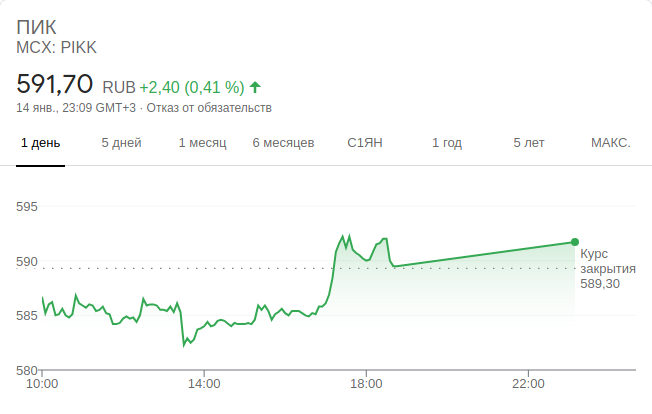 ПИК
MCX: PIKK
591,70 RUB +2,40 (0,41 %)
14 янв., 23:09 GMT+3 · Отказ от обязательств
1 день 5 дней 1 месяц 6 месяцев С1ЯН 1 год 5 лет МАКС.
595
590
585
580
Курс
закрытия
589,30
10:00 14:00 18:00 22:00